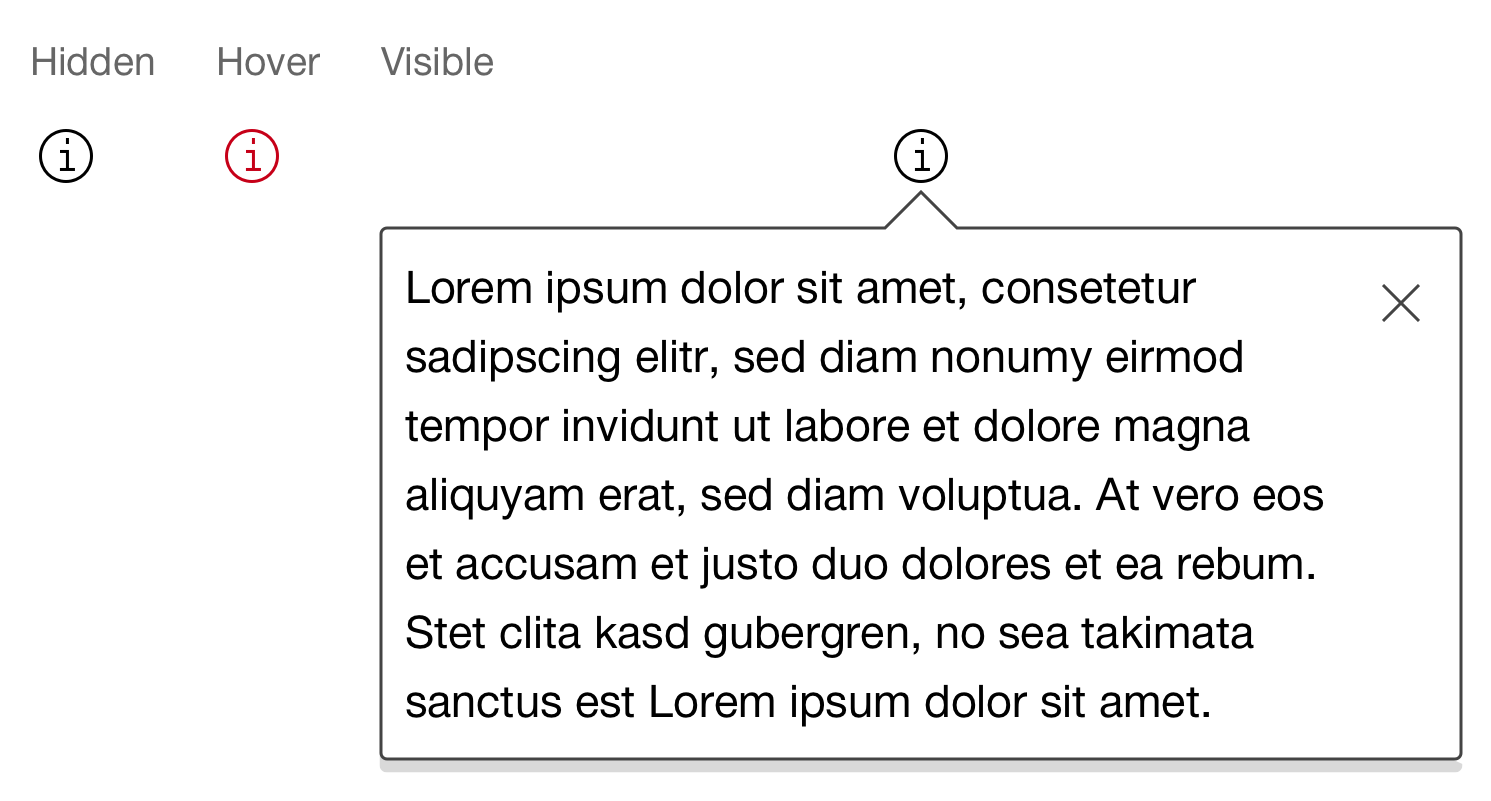 Hidden Hover Visible
i i i
Lorem ipsum dolor sit amet, consetetur
sadipscing elitr, sed diam nonumy eirmod
tempor invidunt ut labore et dolore magna
aliquyam erat, sed diam voluptua. At vero eos
et accusam et justo duo dolores et ea rebum.
Stet clita kasd gubergren, no sea takimata
sanctus est Lorem ipsum dolor sit amet.